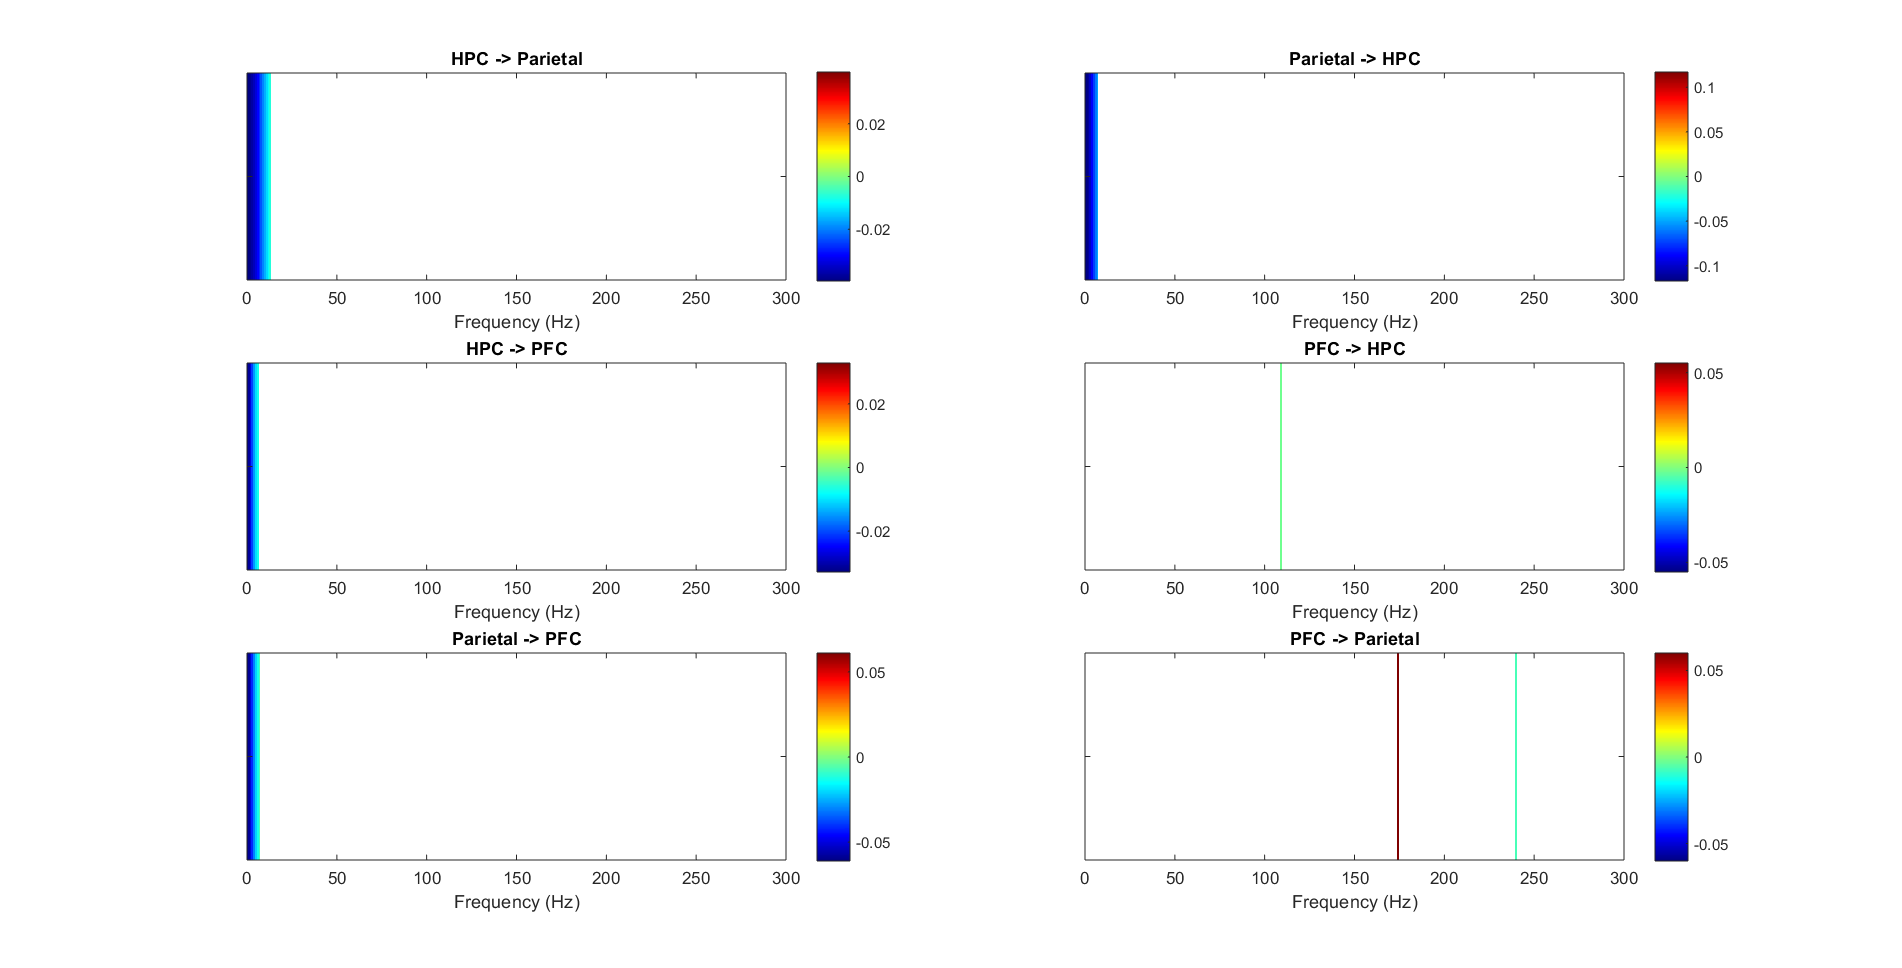 HPC -> Parietal
0.02
0
-0.02
0 50 100 150 200 250 300
Frequency (Hz)
Parietal -> HPC
0.1
0.05
0
-0.05
-0.1
0 50 100 150 200 250 300
Frequency (Hz)
HPC -> PFC
0.02
0
-0.02
0 50 100 150 200 250 300
Frequency (Hz)
PFC -> HPC
0.05
0
-0.05
0 50 100 150 200 250 300
Frequency (Hz)
Parietal -> PFC
0.05
0
-0.05
0 50 100 150 200 250 300
Frequency (Hz)
PFC -> Parietal
0.05
0
-0.05
0 50 100 150 200 250 300
Frequency (Hz)